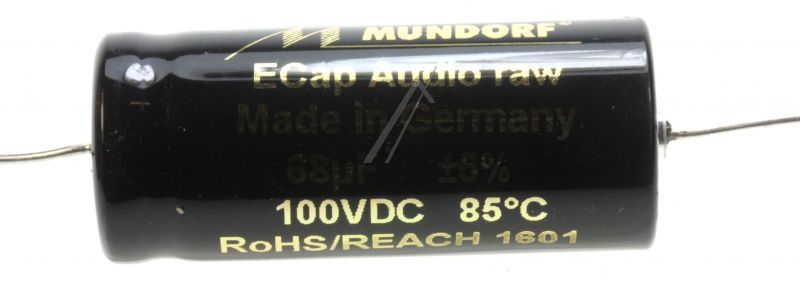 MUNDORF®
ECap Audio raw
Made in Germany
68µF ±5%
100VDC 85°C
RoHS/REACH 1601